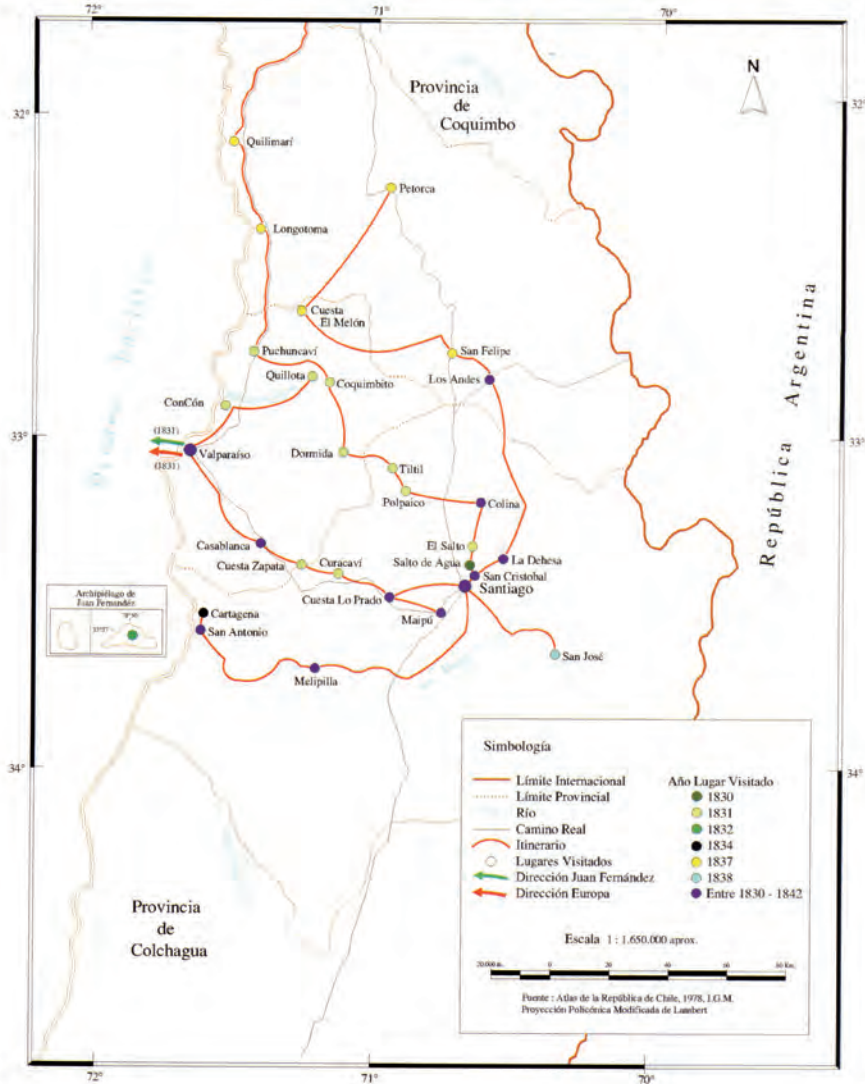 72°
71°
70°
N
Provincia
de
Coquimbo
32°
32°
Quilimarí
Petorca
Longotoma
Cuesta
El Melón
República Argentina
Puchuncaví
San Felipe
Quillota
Coquimbito
Los Andes
ConCón
33°
33°
(1831)
Valparaíso
(1831)
Dormida
Tiltil
Polpaico
Colina
Casablanca
El Salto
Cuesta Zapata
Curacaví
Salto de Agua
La Dehesa
San Cristobal
Santiago
Archipiélago de
Juan Fernández
Cuesta Lo Prado
Cartagena
Maipú
San Antonio
San José
Melipilla
34°
34°
Simbología
Límite Internacional
Límite Provincial
Río
Camino Real
Itinerario
Lugares Visitados
Dirección Juan Fernández
Dirección Europa
Año Lugar Visitado
1830
1831
1832
1834
1837
1838
Entre 1830 - 1842
Provincia
de
Colchagua
Escala 1 : 1.650.000 aprox.
0 20 40 60 80 Km.
Fuente : Atlas de la República de Chile, 1978, I.G.M.
Proyección Policónica Modificada de Lambert
72°
71°
70°